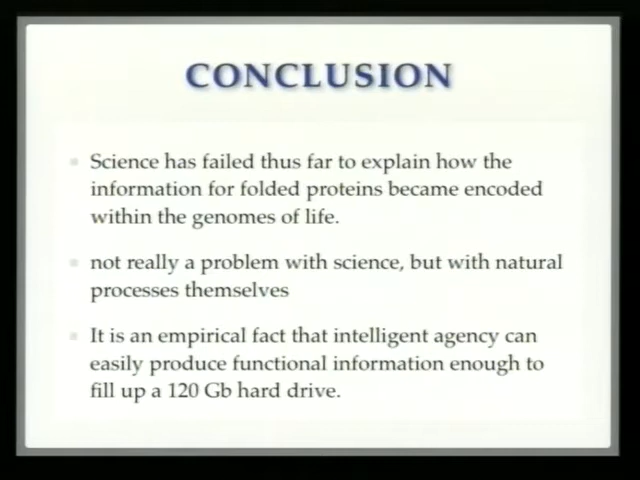 CONCLUSION
Science has failed thus far to explain how the
information for folded proteins became encoded
within the genomes of life.
not really a problem with science, but with natural
processes themselves
It is an empirical fact that intelligent agency can
easily produce functional information enough to
fill up a 120 Gb hard drive.